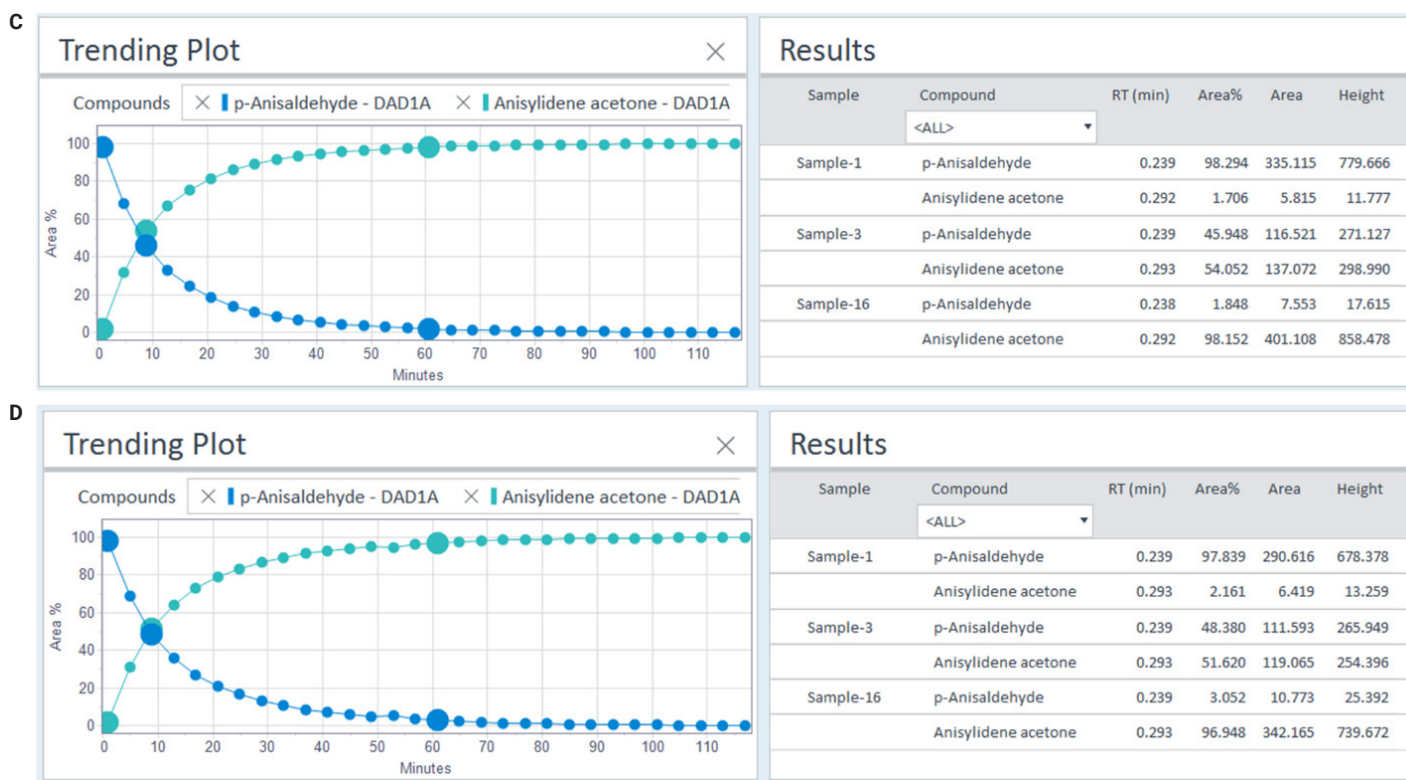 C
Trending Plot
Compounds p-Anisaldehyde - DAD1A Anisylidene acetone - DAD1A
100
80
60
40
20
0
Area %
0 10 20 30 40 50 60 70 80 90 100 110
Minutes
Results
Sample Compound RT (min) Area% Area Height
<ALL>
Sample-1 p-Anisaldehyde 0.239 98.294 335.115 779.666
Anisylidene acetone 0.292 1.706 5.815 11.777
Sample-3 p-Anisaldehyde 0.239 45.948 116.521 271.127
Anisylidene acetone 0.293 54.052 137.072 298.990
Sample-16 p-Anisaldehyde 0.238 1.848 7.553 17.615
Anisylidene acetone 0.292 98.152 401.108 858.478
D
Trending Plot
Compounds p-Anisaldehyde - DAD1A Anisylidene acetone - DAD1A
100
80
60
40
20
0
Area %
0 10 20 30 40 50 60 70 80 90 100 110
Minutes
Results
Sample Compound RT (min) Area% Area Height
<ALL>
Sample-1 p-Anisaldehyde 0.239 97.839 290.616 678.378
Anisylidene acetone 0.293 2.161 6.419 13.259
Sample-3 p-Anisaldehyde 0.239 48.380 111.593 265.949
Anisylidene acetone 0.293 51.620 119.065 254.396
Sample-16 p-Anisaldehyde 0.239 3.052 10.773 25.392
Anisylidene acetone 0.293 96.948 342.165 739.672